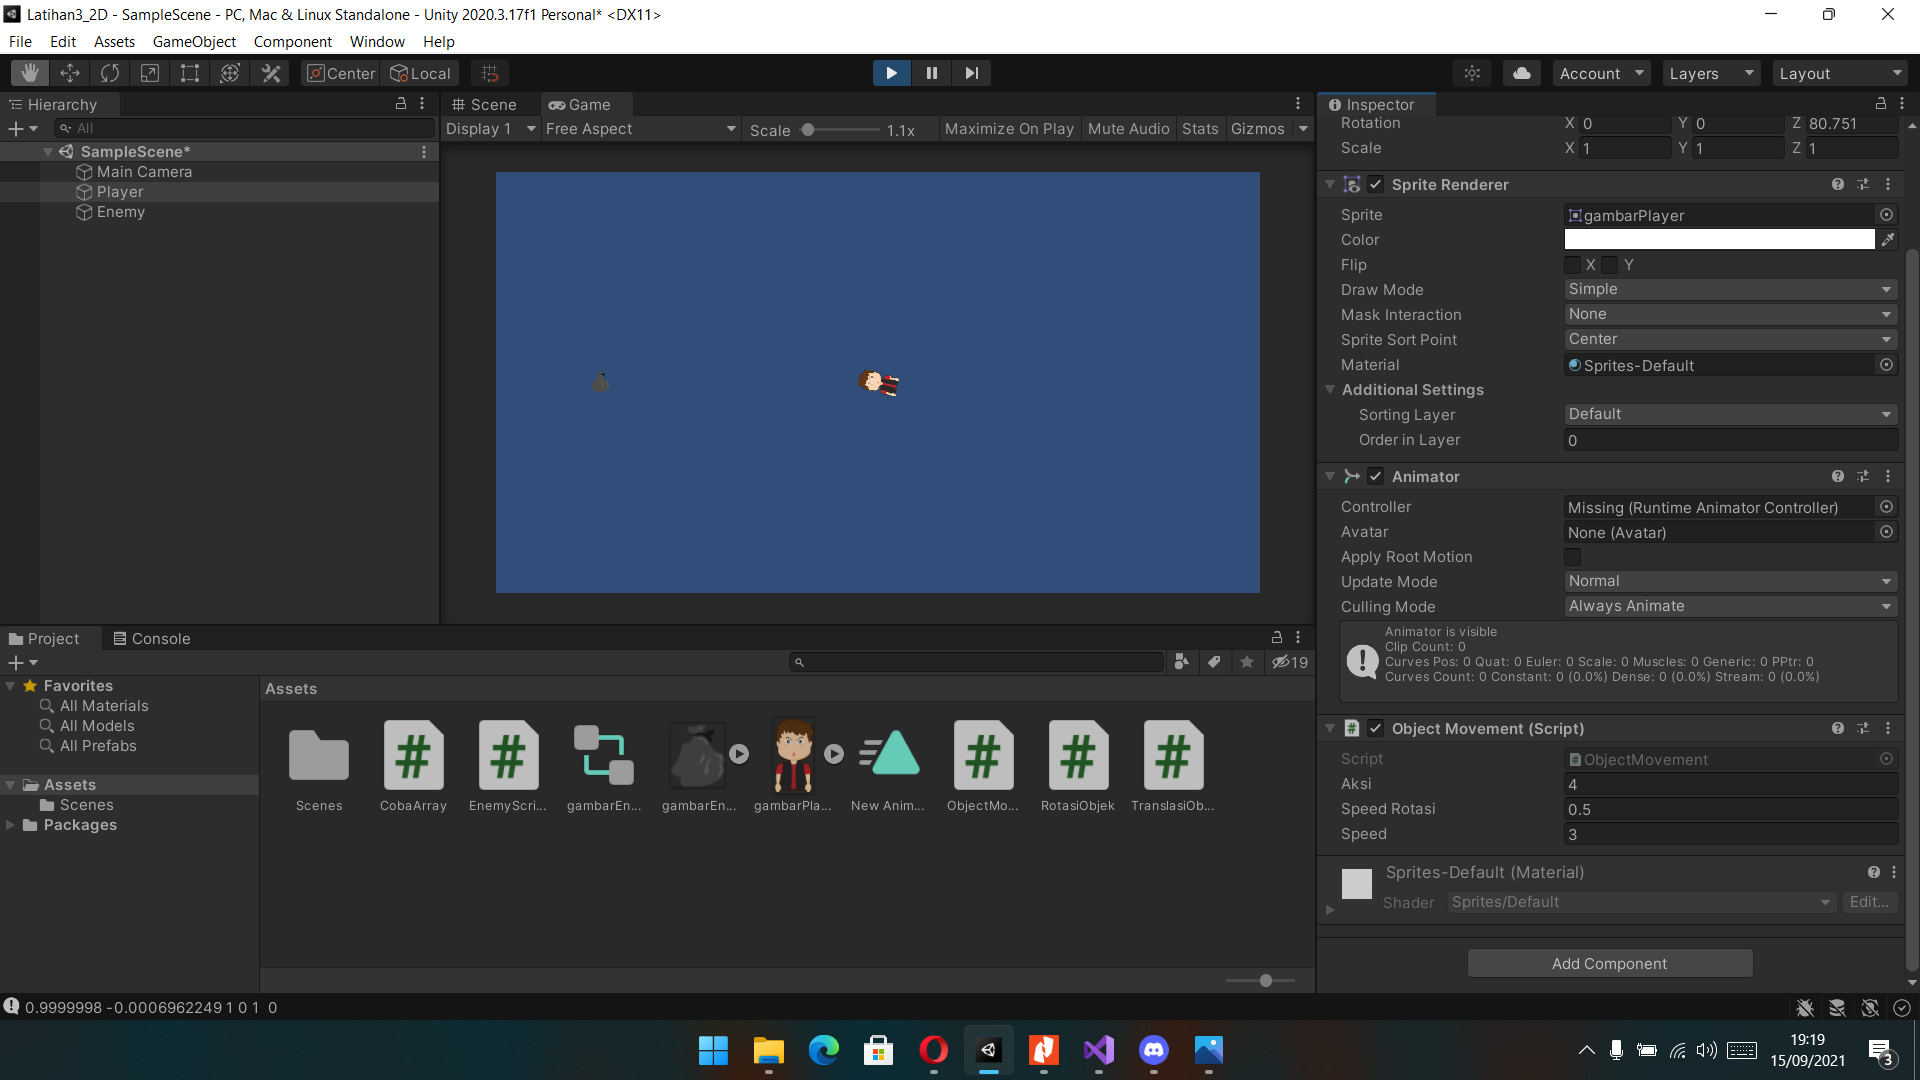 Latihan3_2D - SampleScene - PC, Mac & Linux Standalone - Unity 2020.3.17f1 Personal* <DX11>
File Edit Assets GameObject Component Window Help
Center Local
Account Layers Layout
Hierarchy
All
SampleScene*
Main Camera
Player
Enemy
Scene Game
Display 1 Free Aspect Scale 1.1x Maximize On Play Mute Audio Stats Gizmos
Inspector
Rotation X 0 Y 0 Z 80.751
Scale X 1 Y 1 Z 1
Sprite Renderer
Sprite gambarPlayer
Color
Flip X Y
Draw Mode Simple
Mask Interaction None
Sprite Sort Point Center
Material Sprites-Default
Additional Settings
Sorting Layer Default
Order in Layer 0
Animator
Controller Missing (Runtime Animator Controller)
Avatar None (Avatar)
Apply Root Motion
Update Mode Normal
Culling Mode Always Animate
Animator is visible
Clip Count: 0
Curves Pos: 0 Quat: 0 Euler: 0 Scale: 0 Muscles: 0 Generic: 0 PPtr: 0
Curves Count: 0 Constant: 0 (0.0%) Dense: 0 (0.0%) Stream: 0 (0.0%)
Object Movement (Script)
Script ObjectMovement
Aksi 4
Speed Rotasi 0.5
Speed 3
Sprites-Default (Material)
Shader Sprites/Default Edit...
Add Component
Project Console
19
Favorites
All Materials
All Models
All Prefabs
Assets
Scenes
Packages
Assets
Scenes CobaArray EnemyScri... gambarEn... gambarEn... gambarPla... New Anim... ObjectMo... RotasiObjek TranslasiOb...
0.9999998 -0.0006962249 1 0 1 0
19:19
15/09/2021
3